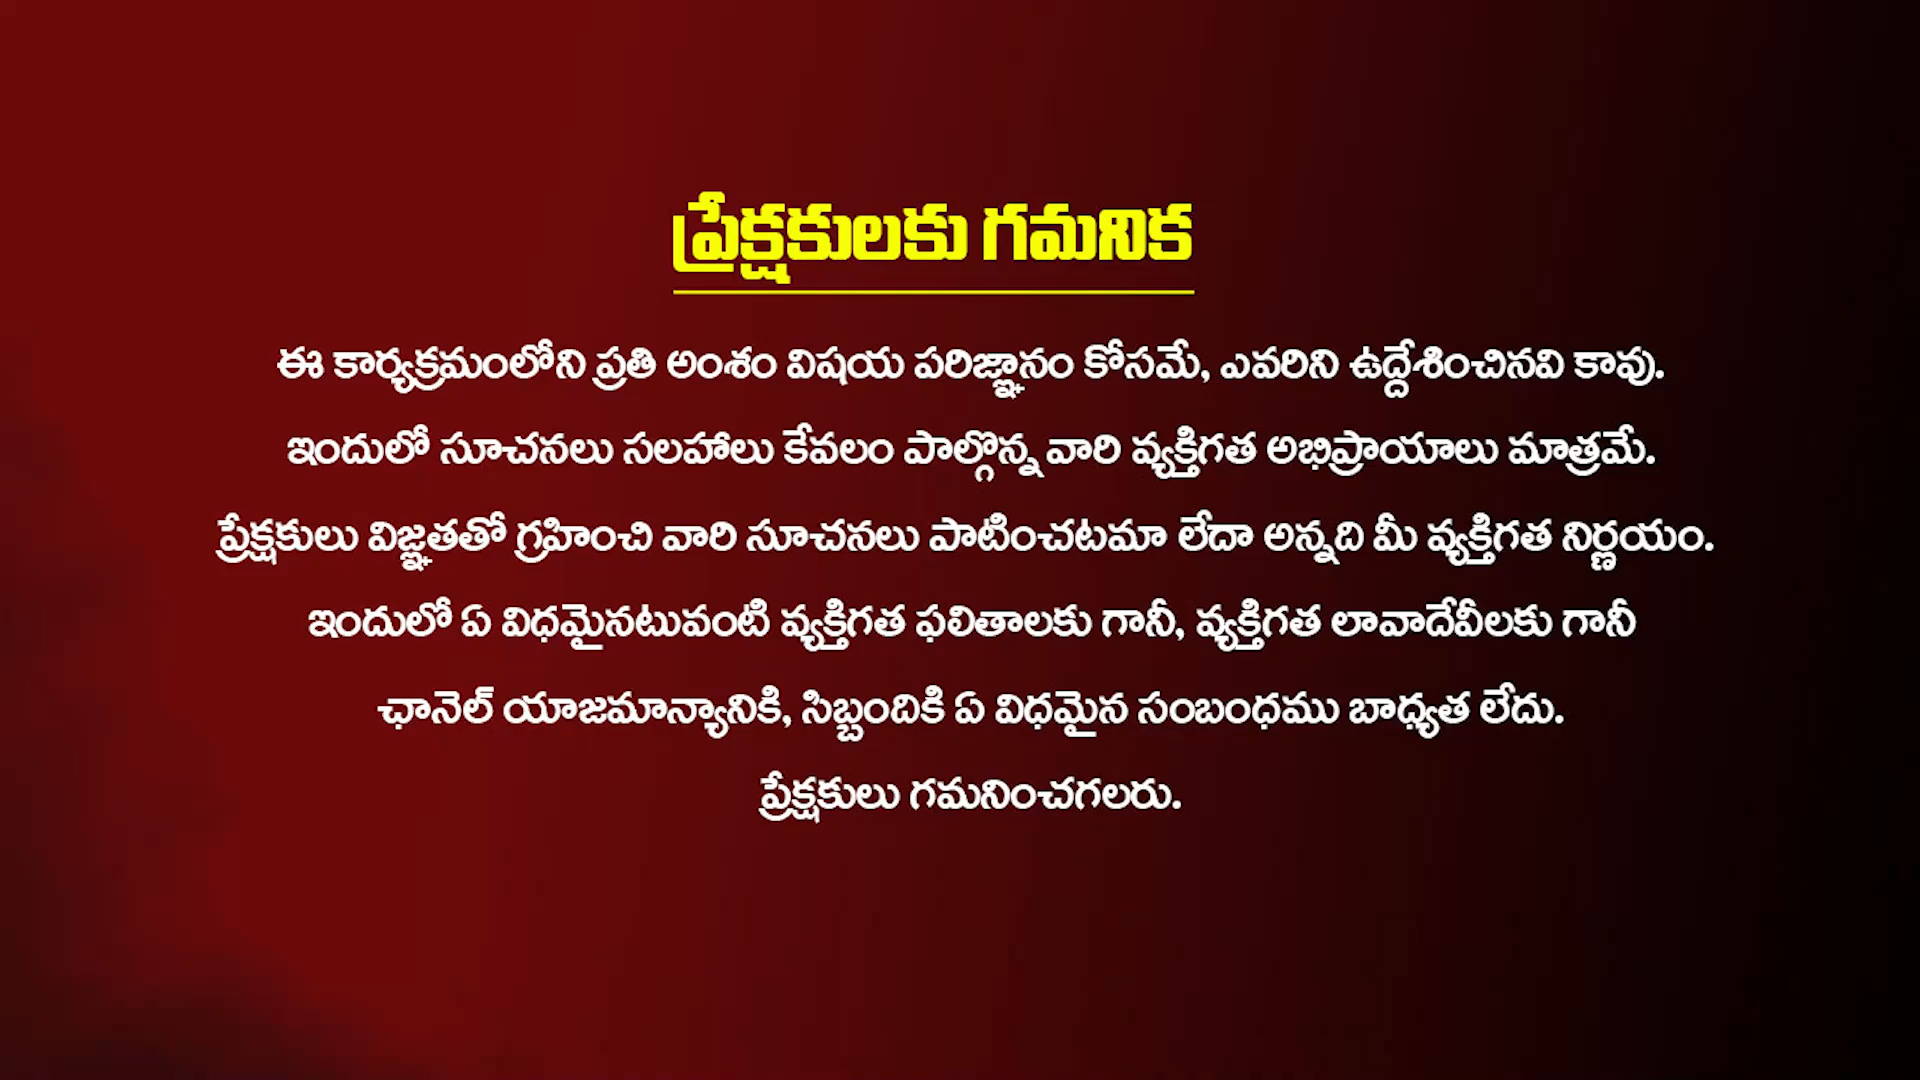 ప్రేక్షకులకు గమనిక
ఈ కార్యక్రమంలోని ప్రతి అంశం విషయ పరిజ్ఞానం కోసమే, ఎవరిని ఉద్దేశించినవి కావు.
ఇందులో సూచనలు సలహాలు కేవలం పాల్గొన్న వారి వ్యక్తిగత అభిప్రాయాలు మాత్రమే.
ప్రేక్షకులు విజ్ఞతతో గ్రహించి వారి సూచనలు పాటించటమా లేదా అన్నది మీ వ్యక్తిగత నిర్ణయం.
ఇందులో ఏ విధమైనటువంటి వ్యక్తిగత ఫలితాలకు గానీ, వ్యక్తిగత లావాదేవీలకు గానీ
ఛానెల్ యాజమాన్యానికి, సిబ్బందికి ఏ విధమైన సంబంధము బాధ్యత లేదు.
ప్రేక్షకులు గమనించగలరు.